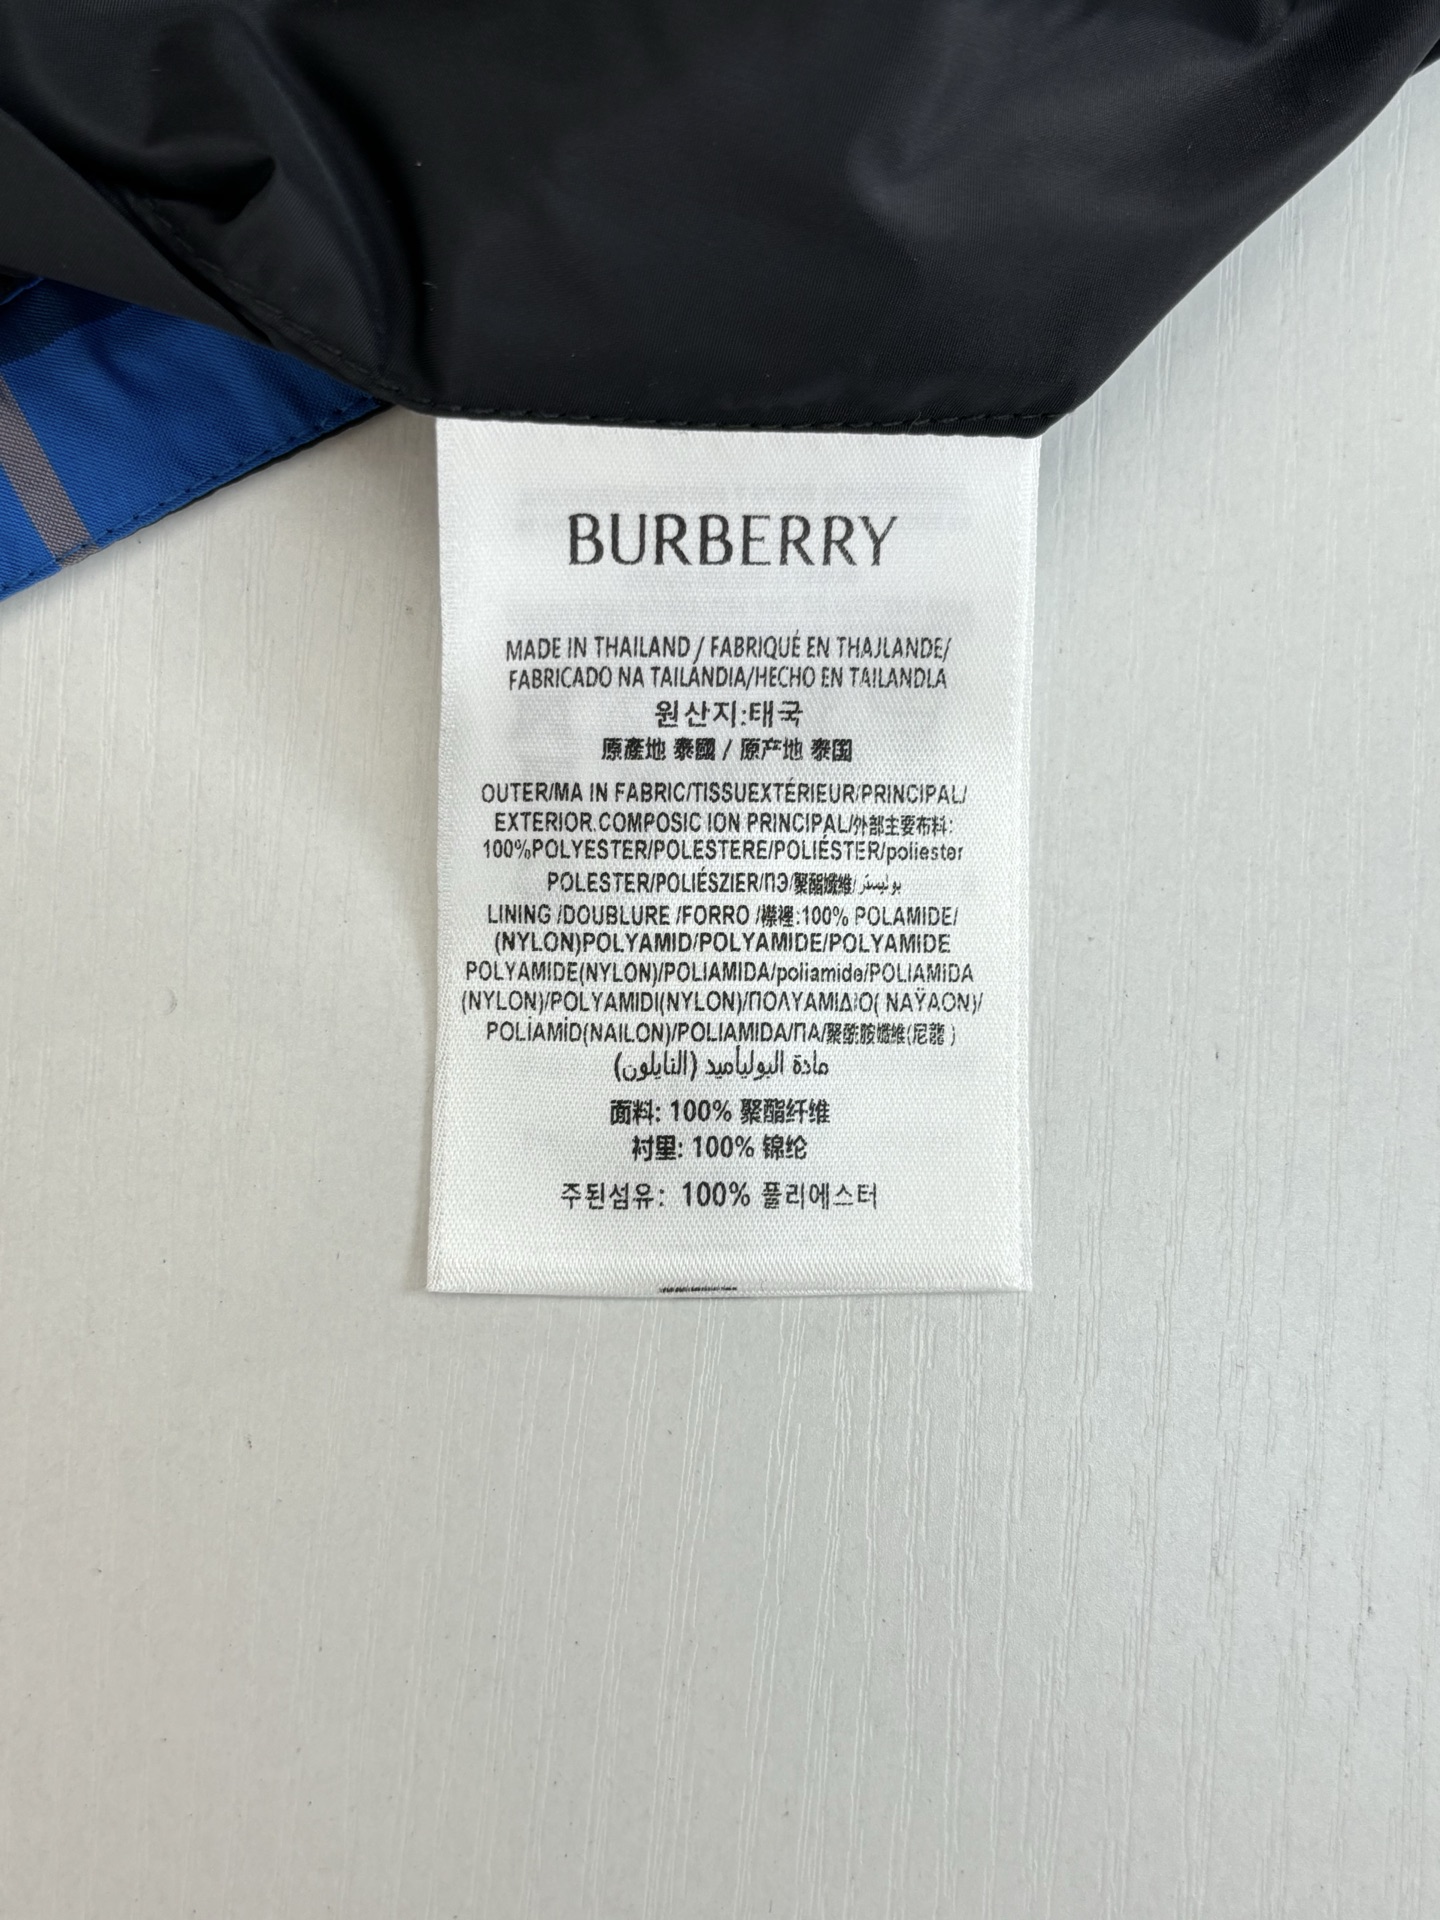 BURBERRY
MADE IN THAILAND / FABRIQUÉ EN THAJLANDE/
FABRICADO NA TAILÁNDIA/HECHO EN TAILANDLA
원산지:태국
原產地 泰國 / 原产地 泰国
OUTER/MA IN FABRIC/TISSUEXTÉRIEUR/PRINCIPAL/
EXTERIOR.COMPOSIC ION PRINCIPAL/外部主要布料:
100%POLYESTER/POLESTERE/POLIÉSTER/poliester
POLESTER/POLIÉSZIER/ПЭ/聚酯纖維/بوليستر
LINING /DOUBLURE /FORRO /襟裡:100% POLAMIDE/
(NYLON)POLYAMID/POLYAMIDE/POLYAMIDE
POLYAMIDE(NYLON)/POLIAMIDA/poliamide/POLIAMIDA
(NYLON)/POLYAMIDI(NYLON)/ΠΟΛΥΑΜΙΔΙΟ( ΝΑΫΛΟΝ)/
POLÍAMİD(NAILON)/POLIAMIDA/ПА/聚酰胺纖維(尼龍 )
مادة البوليأميد (النايلون)
面料: 100% 聚酯纤维
衬里: 100% 锦纶
주된섬유: 100% 폴리에스터